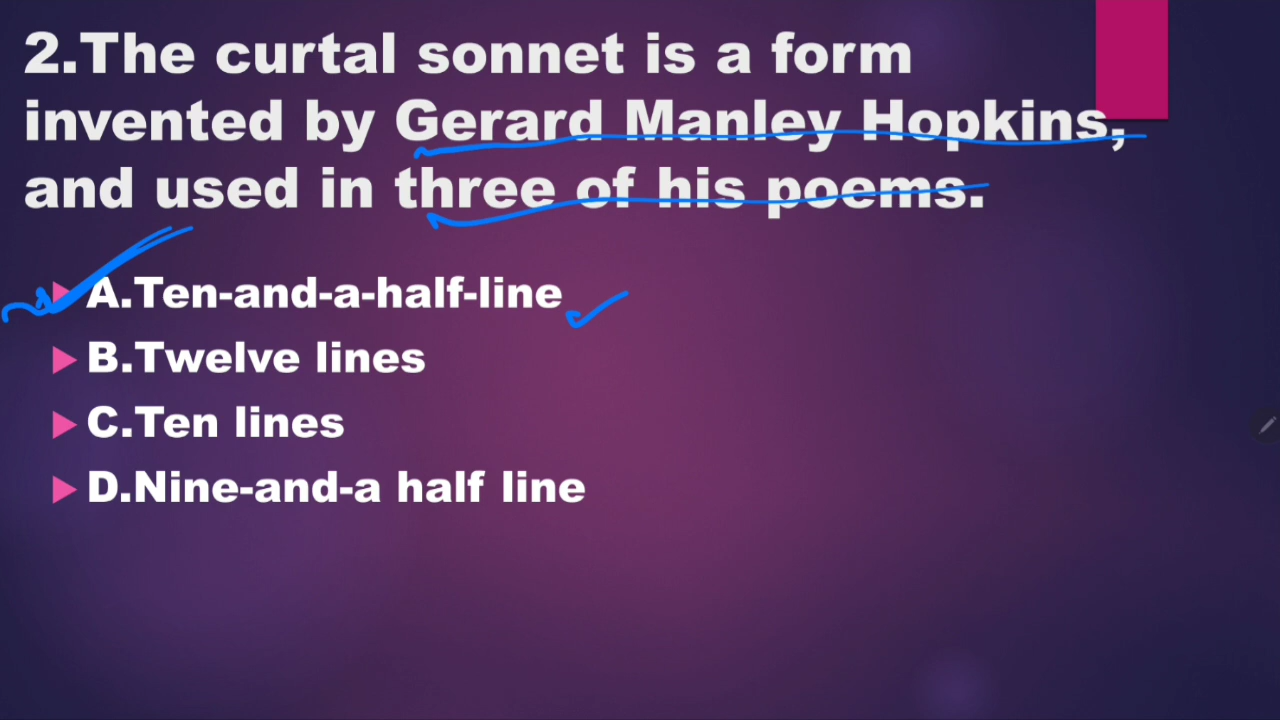 2.The curtal sonnet is a form
invented by Gerard Manley Hopkins,
and used in three of his poems.
A.Ten-and-a-half-line
B.Twelve lines
C.Ten lines
D.Nine-and-a half line